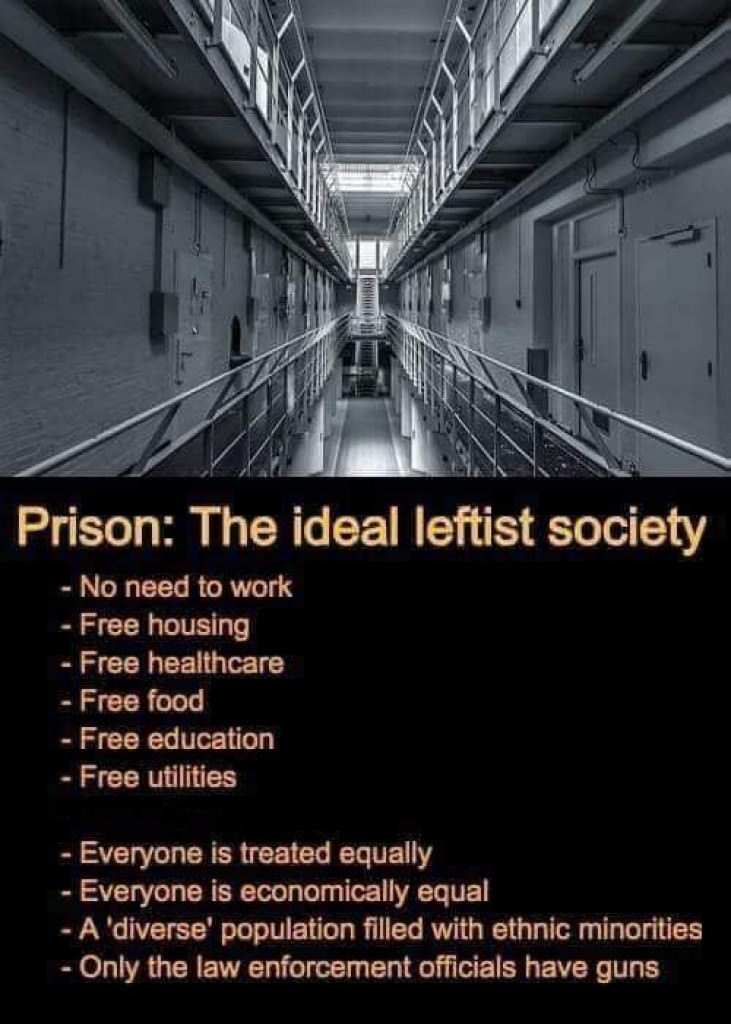 Prison: The ideal leftist society
- No need to work
- Free housing
- Free healthcare
- Free food
- Free education
- Free utilities
- Everyone is treated equally
- Everyone is economically equal
- A 'diverse' population filled with ethnic minorities
- Only the law enforcement officials have guns